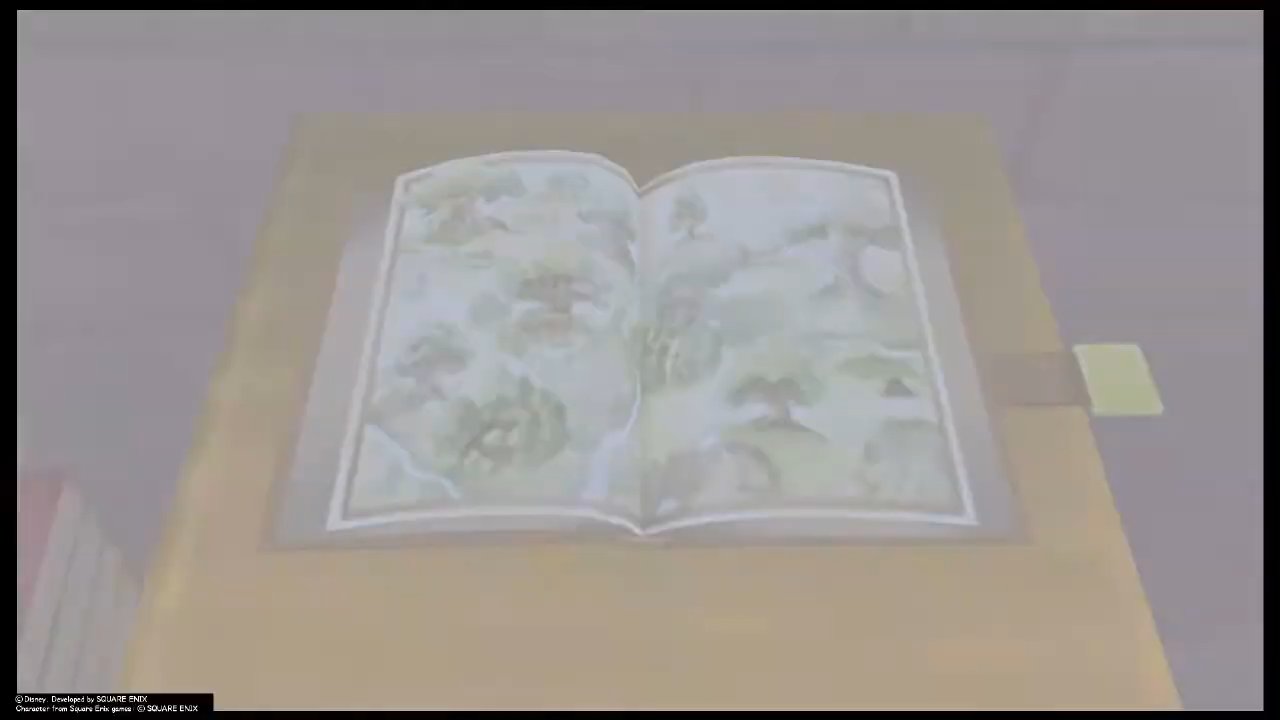 © Disney. Developed by SQUARE ENIX
Character from Square Enix games : © SQUARE ENIX